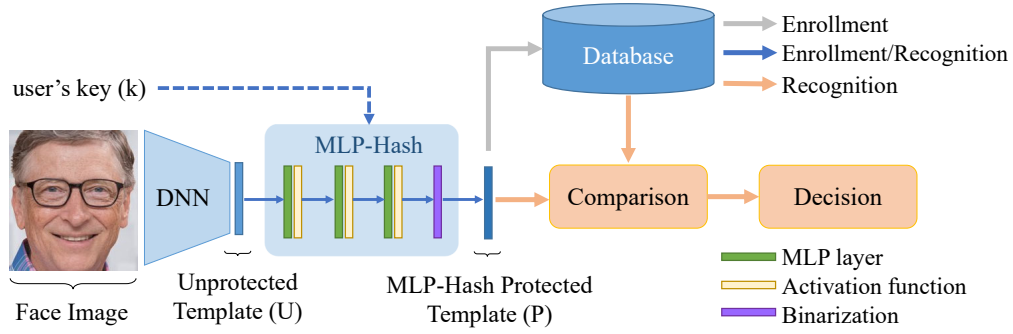 Enrollment
Database
Enrollment/Recognition
user's key (k)
Recognition
MLP-Hash
DNN
Comparison
Decision
Unprotected
Template (U)
MLP-Hash Protected
Template (P)
MLP layer
Activation function
Binarization
Face Image